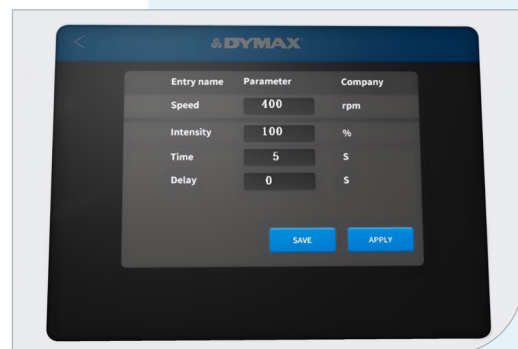 <
DYMAX
Entry name Parameter Company
Speed 400 rpm
Intensity 100 %
Time 5 S
Delay 0 S
SAVE APPLY